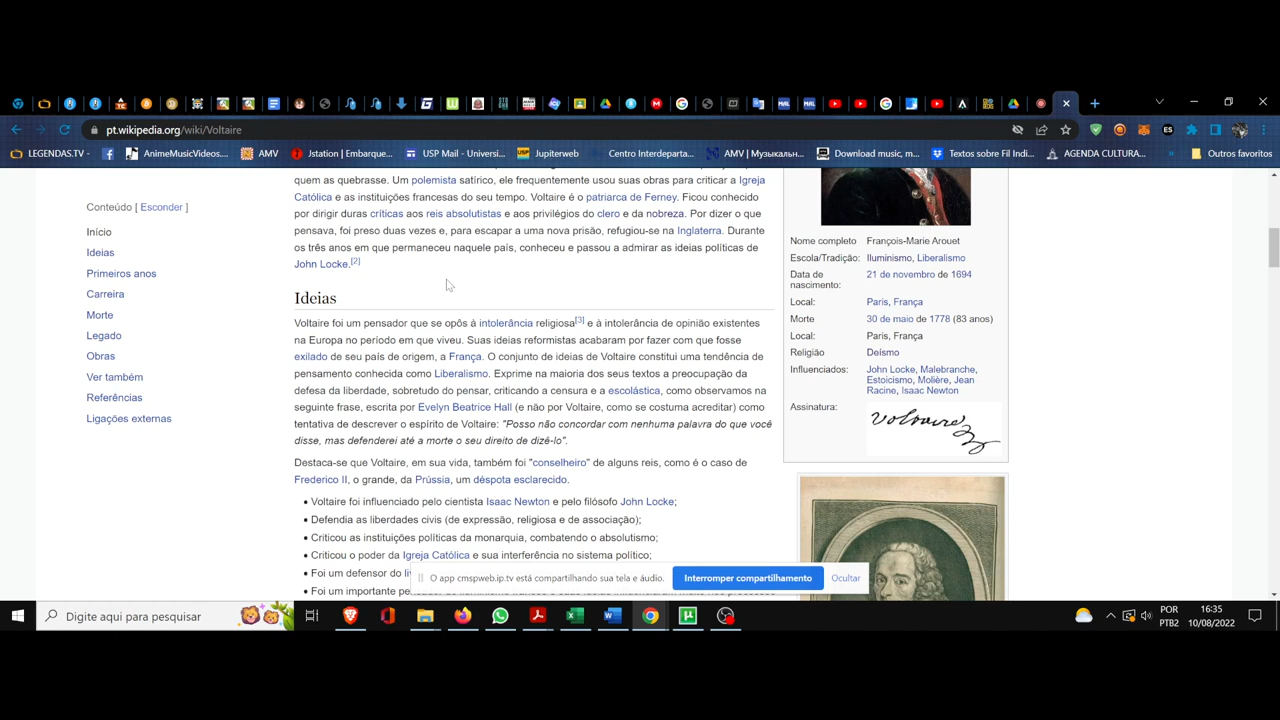 pt.wikipedia.org/wiki/Voltaire
LEGENDAS.TV -
AnimeMusicVideos...
AMV
Jstation | Embarque...
USP Mail - Universi...
Jupiterweb
Centro Interdeparta...
AMV | Музыкальн...
Download music, m...
Textos sobre Fil Indi...
AGENDA CULTURA...
»
Outros favoritos
Conteúdo [ Esconder ]
Início
Ideias
Primeiros anos
Carreira
Morte
Legado
Obras
Ver também
Referências
Ligações externas
quem as quebrasse. Um polemista satírico, ele frequentemente usou suas obras para criticar a Igreja
Católica e as instituições francesas do seu tempo. Voltaire é o patriarca de Ferney. Ficou conhecido
por dirigir duras críticas aos reis absolutistas e aos privilégios do clero e da nobreza. Por dizer o que
pensava, foi preso duas vezes e, para escapar a uma nova prisão, refugiou-se na Inglaterra. Durante
os três anos em que permaneceu naquele país, conheceu e passou a admirar as ideias políticas de
John Locke.[2]
Ideias
Voltaire foi um pensador que se opôs à intolerância religiosa[3] e à intolerância de opinião existentes
na Europa no período em que viveu. Suas ideias reformistas acabaram por fazer com que fosse
exilado de seu país de origem, a França. O conjunto de ideias de Voltaire constitui uma tendência de
pensamento conhecida como Liberalismo. Exprime na maioria dos seus textos a preocupação da
defesa da liberdade, sobretudo do pensar, criticando a censura e a escolástica, como observamos na
seguinte frase, escrita por Evelyn Beatrice Hall (e não por Voltaire, como se costuma acreditar) como
tentativa de descrever o espírito de Voltaire: "Posso não concordar com nenhuma palavra do que você
disse, mas defenderei até a morte o seu direito de dizê-lo".
Destaca-se que Voltaire, em sua vida, também foi "conselheiro" de alguns reis, como é o caso de
Frederico II, o grande, da Prússia, um déspota esclarecido.
• Voltaire foi influenciado pelo cientista Isaac Newton e pelo filósofo John Locke;
• Defendia as liberdades civis (de expressão, religiosa e de associação);
• Criticou as instituições políticas da monarquia, combatendo o absolutismo;
• Criticou o poder da Igreja Católica e sua interferência no sistema político;
• Foi um defensor do
• Foi um importante
Nome completo François-Marie Arouet
Escola/Tradição: Iluminismo, Liberalismo
Data de nascimento: 21 de novembro de 1694
Local: Paris, França
Morte 30 de maio de 1778 (83 anos)
Local: Paris, França
Religião Deísmo
Influenciados: John Locke, Malebranche,
Estoicismo, Molière, Jean
Racine, Isaac Newton
Assinatura:
Voltaire
O app cmspweb.ip.tv está compartilhando sua tela e áudio.
Interromper compartilhamento
Ocultar
Digite aqui para pesquisar
POR
PTB2
16:35
10/08/2022